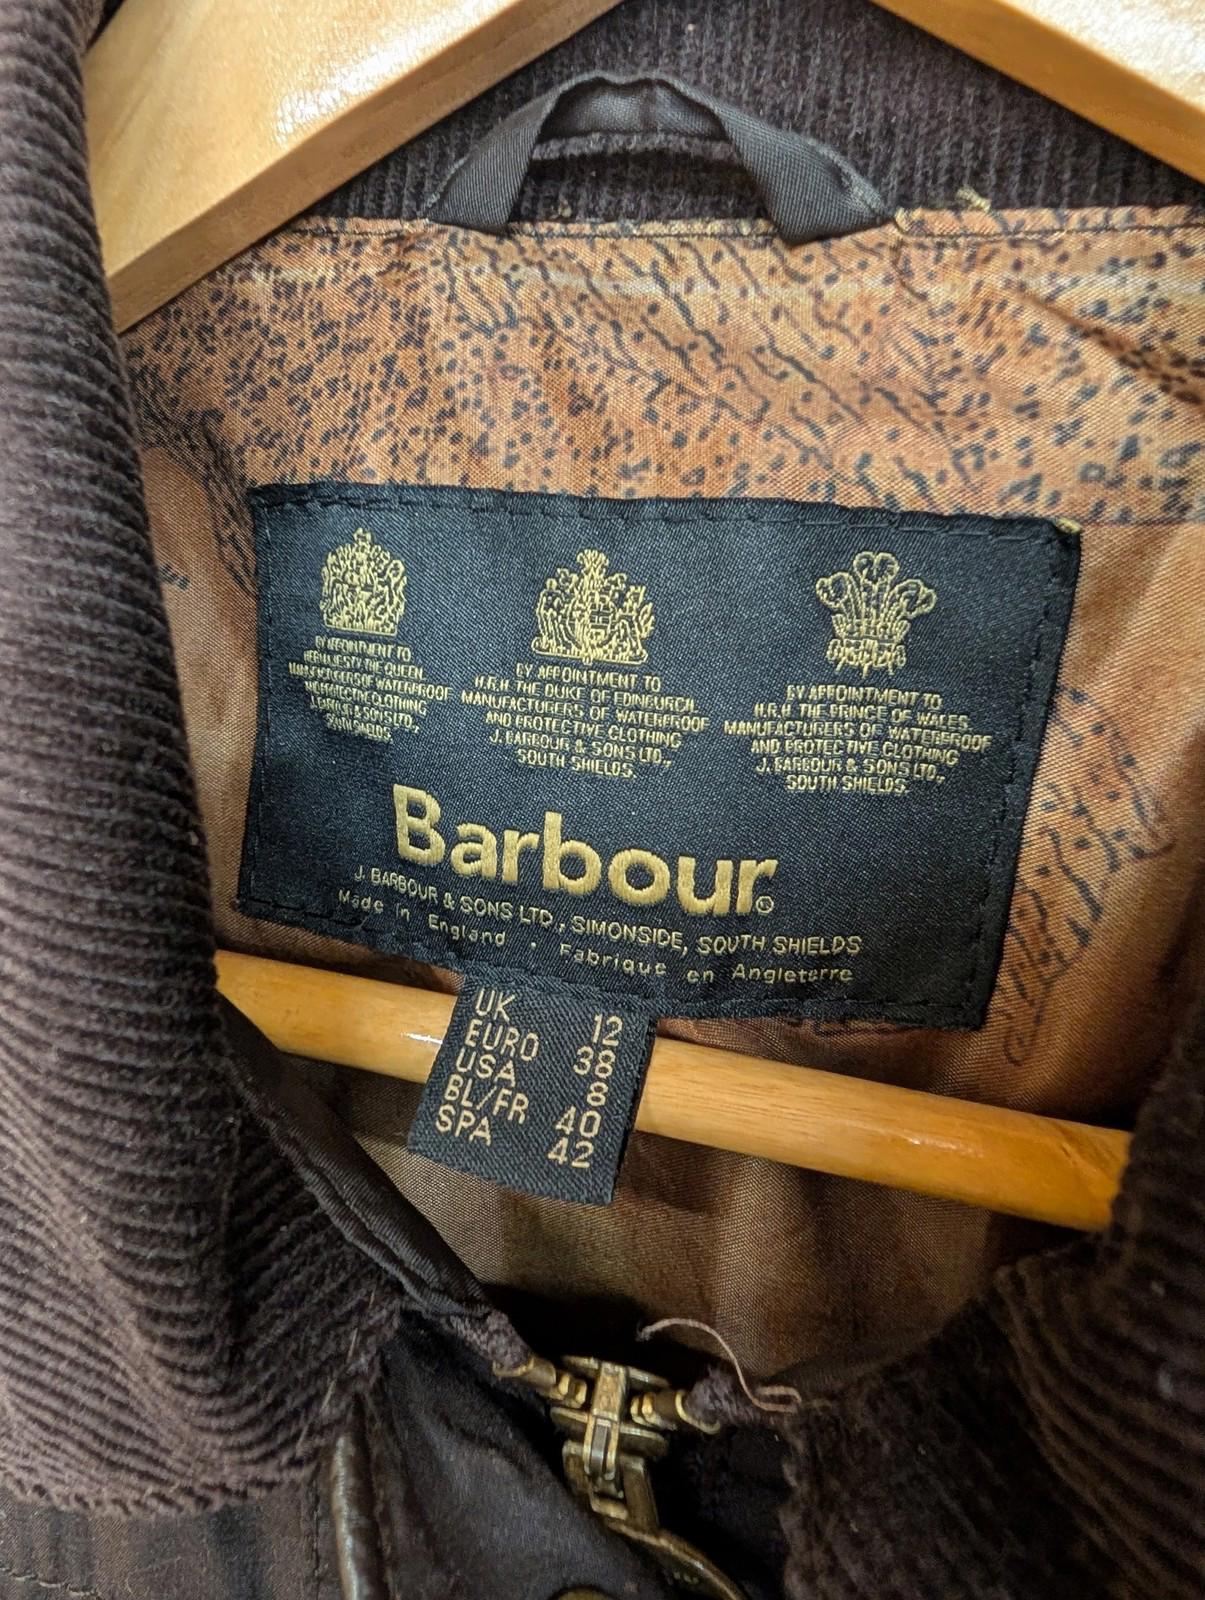 BY APPOINTMENT TO
HER MAJESTY THE QUEEN
MANUFACTURERS OF WATERPROOF
AND PROTECTIVE CLOTHING
J. BARBOUR & SONS LTD.,
SOUTH SHIELDS.
BY APPOINTMENT TO
H.R.H. THE DUKE OF EDINBURGH.
MANUFACTURERS OF WATERPROOF
AND PROTECTIVE CLOTHING
J. BARBOUR & SONS LTD.,
SOUTH SHIELDS.
BY APPOINTMENT TO
H.R.H. THE PRINCE OF WALES.
MANUFACTURERS OF WATERPROOF
AND PROTECTIVE CLOTHING
J. BARBOUR & SONS LTD.,
SOUTH SHIELDS.
Barbour®
J. BARBOUR & SONS LTD., SIMONSIDE, SOUTH SHIELDS
Made in England · Fabriqué en Angleterre
UK 12
EURO 38
USA 8
BL/FR 40
SPA 42